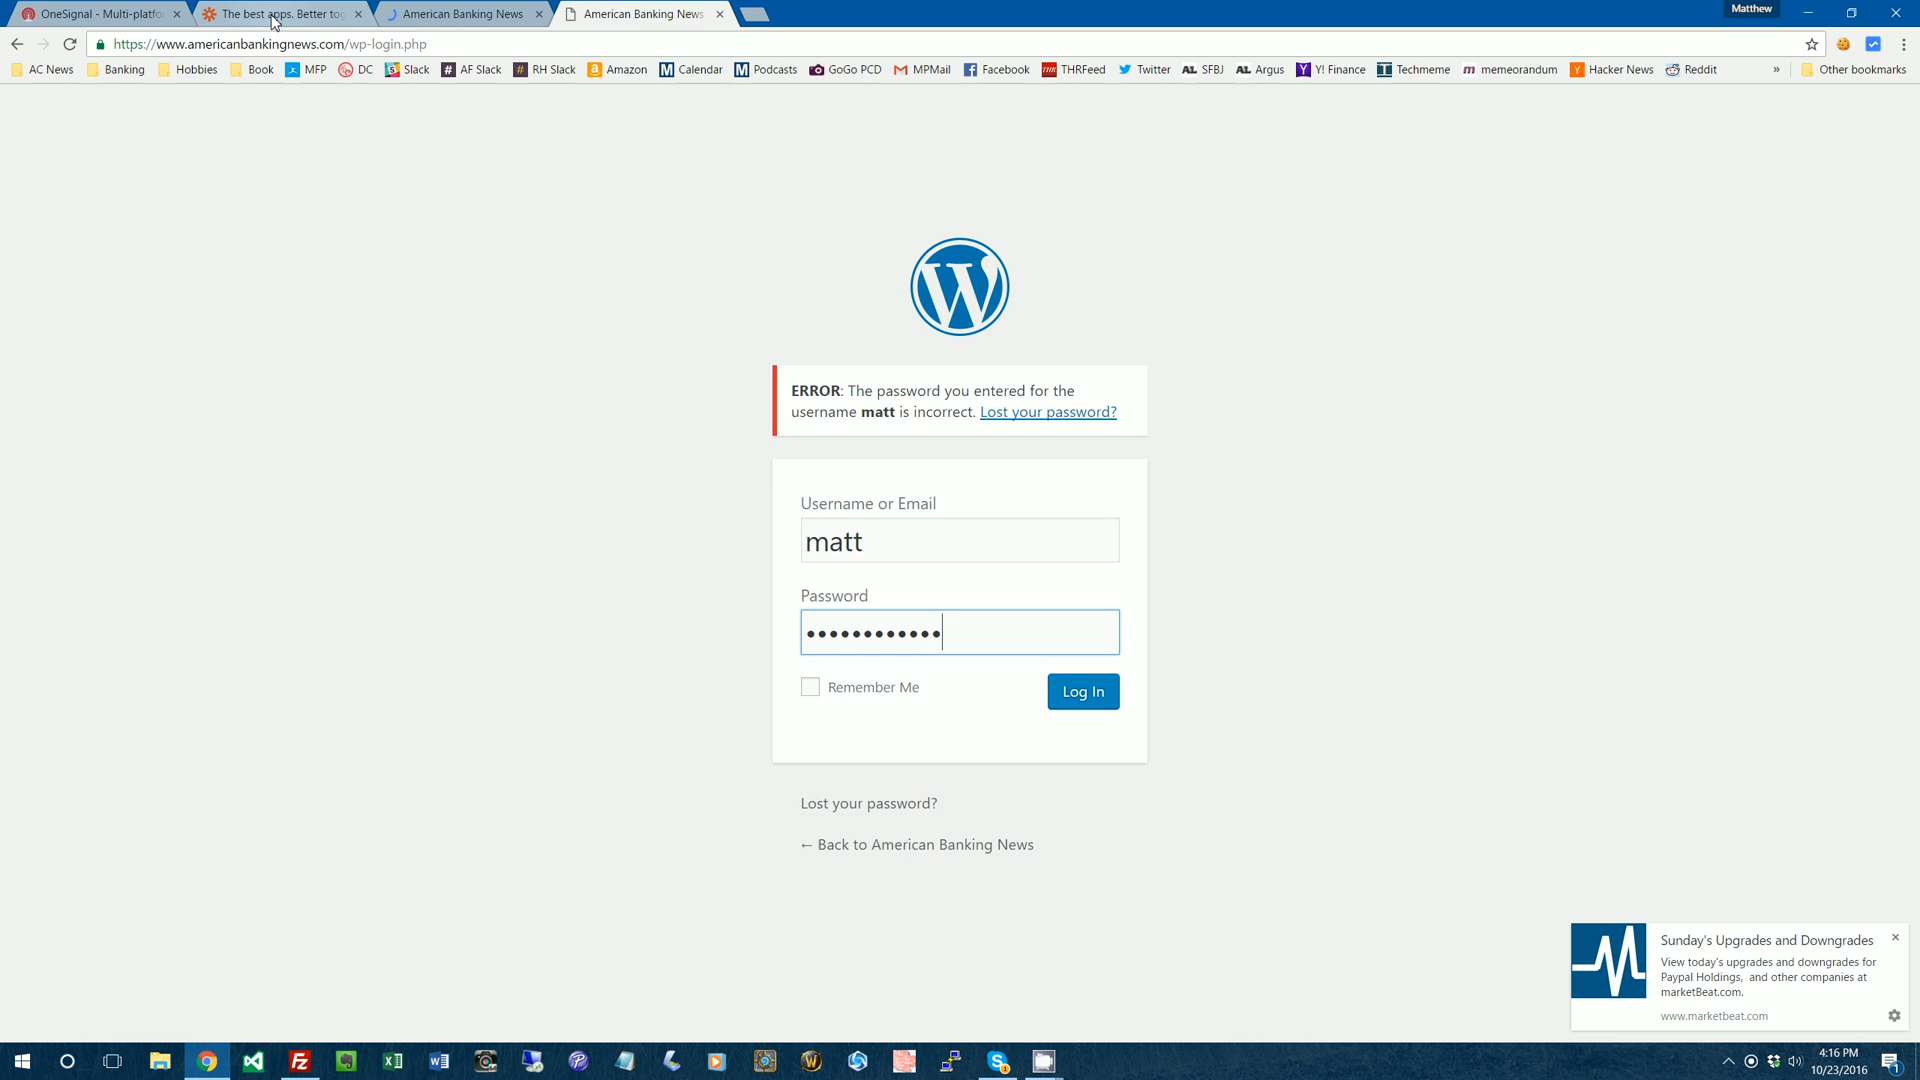 OneSignal - Multi-platfo
The best apps. Better tog
American Banking News
American Banking News
Matthew
https://www.americanbankingnews.com/wp-login.php
AC News
Banking
Hobbies
Book
MFP
DC
Slack
AF Slack
RH Slack
Amazon
Calendar
Podcasts
GoGo PCD
MPMail
Facebook
THRFeed
Twitter
SFBJ
Argus
Y! Finance
Techmeme
memeorandum
Hacker News
Reddit
»
Other bookmarks
ERROR: The password you entered for the
username matt is incorrect. Lost your password?
Username or Email
matt
Password
Remember Me
Log In
Lost your password?
← Back to American Banking News
Sunday's Upgrades and Downgrades
View today's upgrades and downgrades for
Paypal Holdings, and other companies at
marketBeat.com.
www.marketbeat.com
4:16 PM
10/23/2016